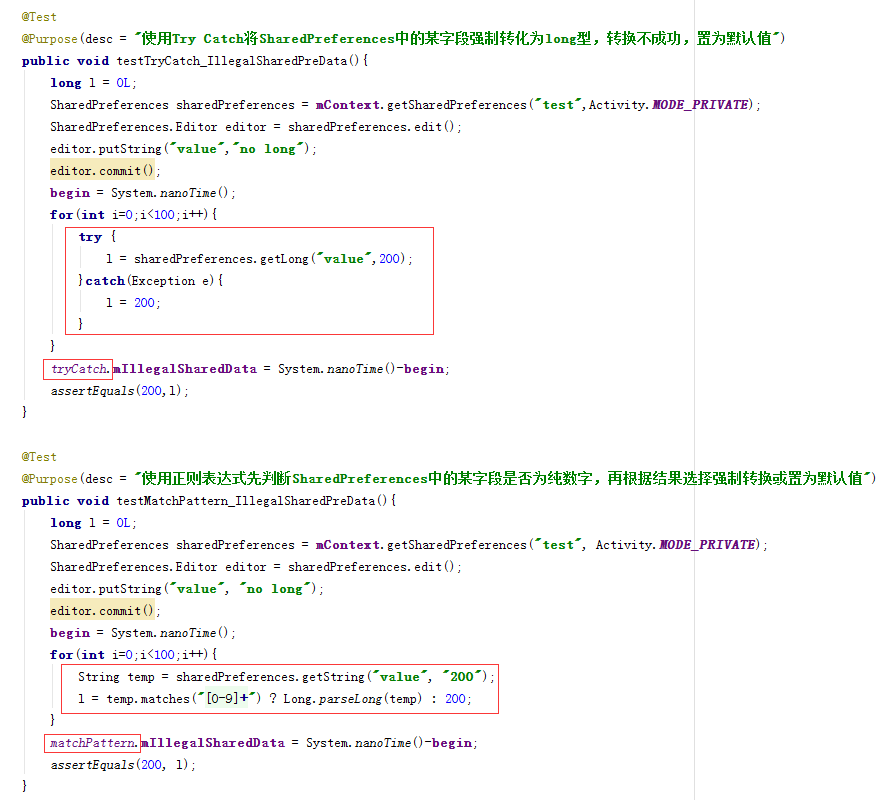 @Test
@Purpose(desc = "使用Try Catch将SharedPreferences中的某字段强制转化为long型，转换不成功，置为默认值")
public void testTryCatch_IllegalSharedPreData(){
long l = 0L;
SharedPreferences sharedPreferences = mContext.getSharedPreferences("test",Activity.MODE_PRIVATE);
SharedPreferences.Editor editor = sharedPreferences.edit();
editor.putString("value","no long");
editor.commit();
begin = System.nanoTime();
for(int i=0;i<100;i++){
try {
l = sharedPreferences.getLong("value",200);
}catch(Exception e){
l = 200;
}
}
tryCatch.mIllegalSharedData = System.nanoTime()-begin;
assertEquals(200,l);
}
@Test
@Purpose(desc = "使用正则表达式先判断SharedPreferences中的某字段是否为纯数字，再根据结果选择强制转换或置为默认值")
public void testMatchPattern_IllegalSharedPreData(){
long l = 0L;
SharedPreferences sharedPreferences = mContext.getSharedPreferences("test", Activity.MODE_PRIVATE);
SharedPreferences.Editor editor = sharedPreferences.edit();
editor.putString("value", "no long");
editor.commit();
begin = System.nanoTime();
for(int i=0;i<100;i++){
String temp = sharedPreferences.getString("value", "200");
l = temp.matches("[0-9]+") ? Long.parseLong(temp) : 200;
}
matchPattern.mIllegalSharedData = System.nanoTime()-begin;
assertEquals(200, l);
}